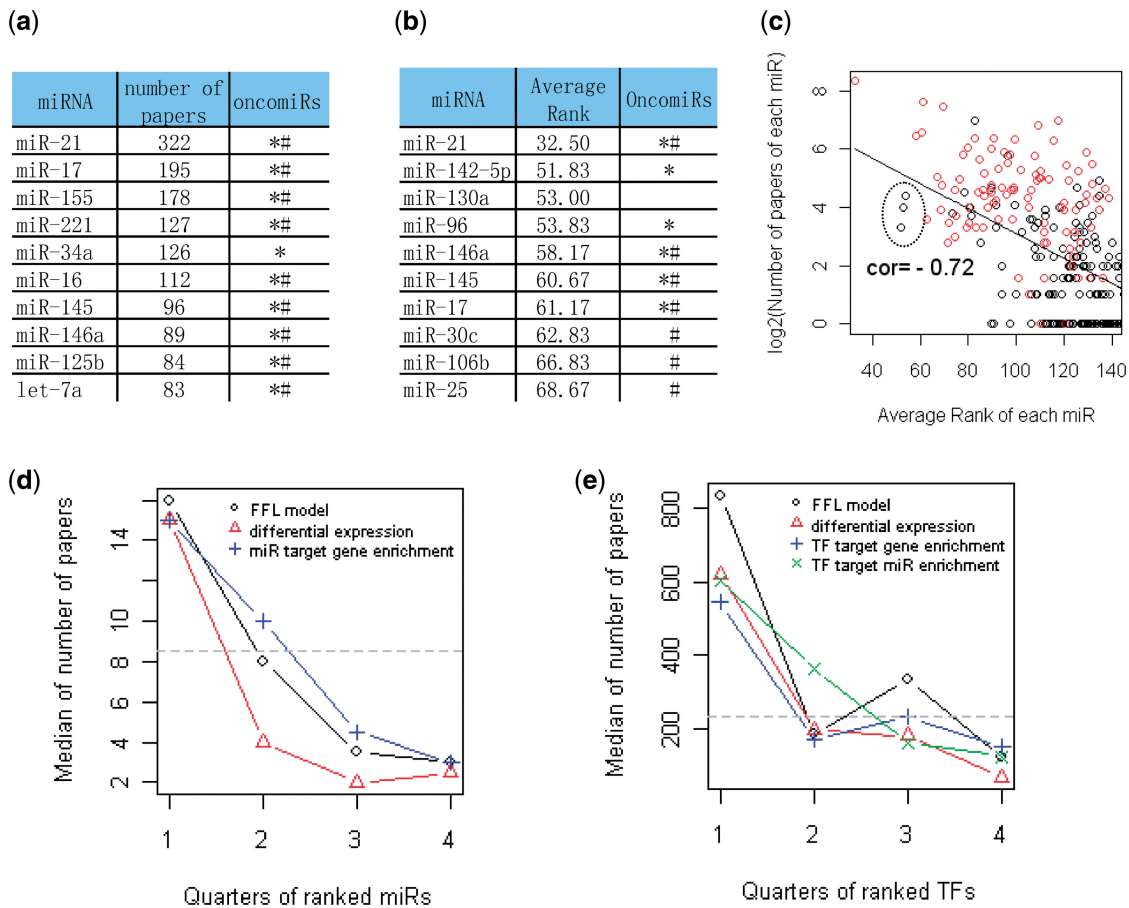 (a)
miRNA number of papers oncomiRs
miR-21 322 *#
miR-17 195 *#
miR-155 178 *#
miR-221 127 *#
miR-34a 126 *
miR-16 112 *#
miR-145 96 *#
miR-146a 89 *#
miR-125b 84 *#
let-7a 83 *#
(b)
miRNA Average Rank OncomiRs
miR-21 32.50 *#
miR-142-5p 51.83 *
miR-130a 53.00
miR-96 53.83 *
miR-146a 58.17 *#
miR-145 60.67 *#
miR-17 61.17 *#
miR-30c 62.83 #
miR-106b 66.83 #
miR-25 68.67 #
(c)
log2(Number of papers of each miR)
8
6
4
2
0
cor= - 0.72
40 60 80 100 120 140
Average Rank of each miR
(d)
Median of number of papers
14
10
8
6
4
2
FFL model
differential expression
miR target gene enrichment
1 2 3 4
Quarters of ranked miRs
(e)
Median of number of papers
800
600
400
200
FFL model
differential expression
TF target gene enrichment
TF target miR enrichment
1 2 3 4
Quarters of ranked TFs